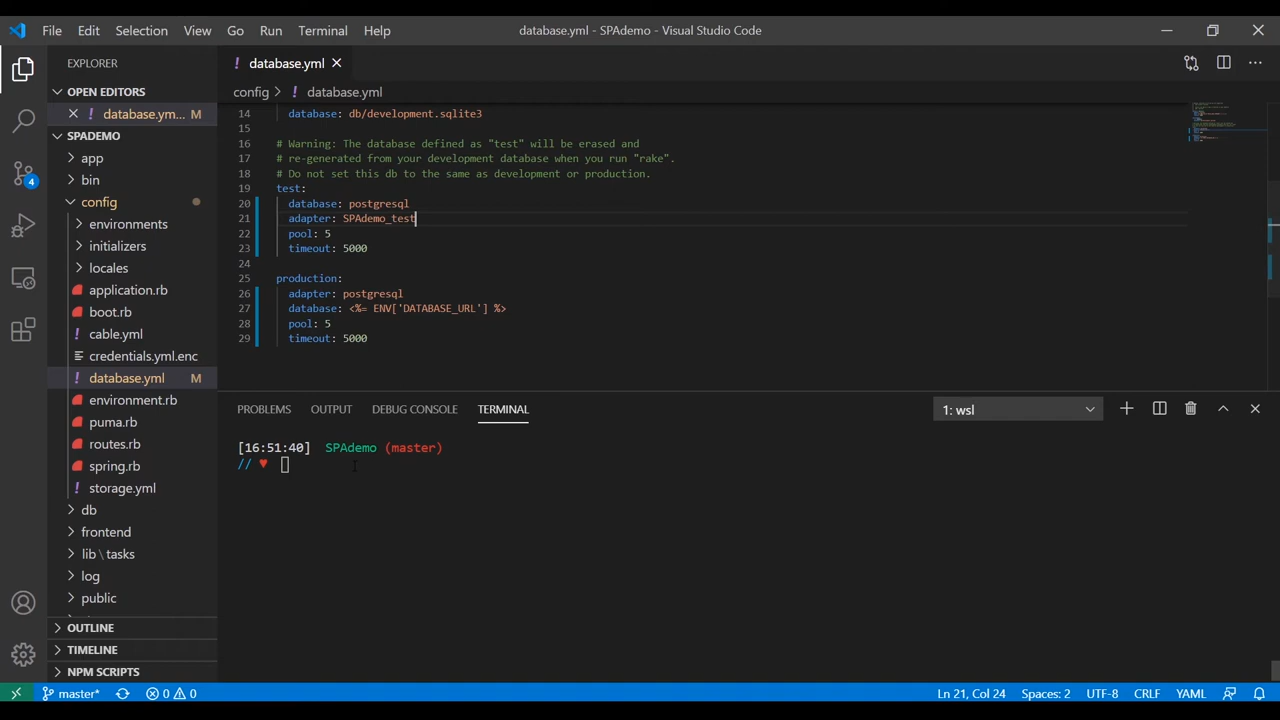 File Edit Selection View Go Run Terminal Help
database.yml - SPAdemo - Visual Studio Code
EXPLORER
OPEN EDITORS
database.ym... M
SPADEMO
app
bin
config
environments
initializers
locales
application.rb
boot.rb
cable.yml
credentials.yml.enc
database.yml M
environment.rb
puma.rb
routes.rb
spring.rb
storage.yml
db
frontend
lib \ tasks
log
public
OUTLINE
TIMELINE
NPM SCRIPTS
4
database.yml
config > database.yml
14 database: db/development.sqlite3
15
16 # Warning: The database defined as "test" will be erased and
17 # re-generated from your development database when you run "rake".
18 # Do not set this db to the same as development or production.
19 test:
20 database: postgresql
21 adapter: SPAdemo_test
22 pool: 5
23 timeout: 5000
24
25 production:
26 adapter: postgresql
27 database: <%= ENV['DATABASE_URL'] %>
28 pool: 5
29 timeout: 5000
PROBLEMS OUTPUT DEBUG CONSOLE TERMINAL
1: wsl
[16:51:40] SPAdemo (master)
// ♥
master* 0 0
Ln 21, Col 24 Spaces: 2 UTF-8 CRLF YAML